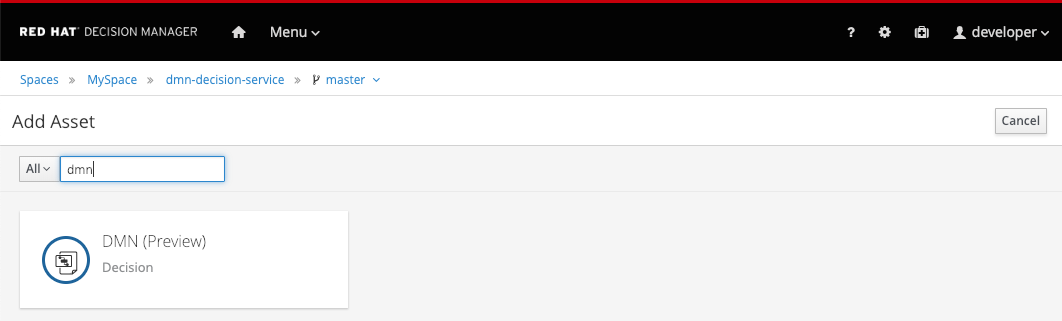 RED HAT DECISION MANAGER Menu ? developer
Spaces » MySpace » dmn-decision-service » master
Add Asset Cancel
All dmn
DMN (Preview)
Decision